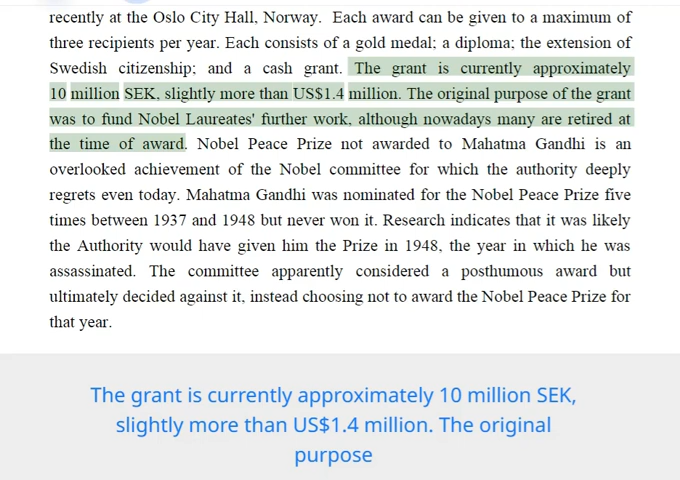 recently at the Oslo City Hall, Norway. Each award can be given to a maximum of
three recipients per year. Each consists of a gold medal; a diploma; the extension of
Swedish citizenship; and a cash grant. The grant is currently approximately
10 million SEK, slightly more than US$1.4 million. The original purpose of the grant
was to fund Nobel Laureates' further work, although nowadays many are retired at
the time of award. Nobel Peace Prize not awarded to Mahatma Gandhi is an
overlooked achievement of the Nobel committee for which the authority deeply
regrets even today. Mahatma Gandhi was nominated for the Nobel Peace Prize five
times between 1937 and 1948 but never won it. Research indicates that it was likely
the Authority would have given him the Prize in 1948, the year in which he was
assassinated. The committee apparently considered a posthumous award but
ultimately decided against it, instead choosing not to award the Nobel Peace Prize for
that year.
The grant is currently approximately 10 million SEK,
slightly more than US$1.4 million. The original
purpose